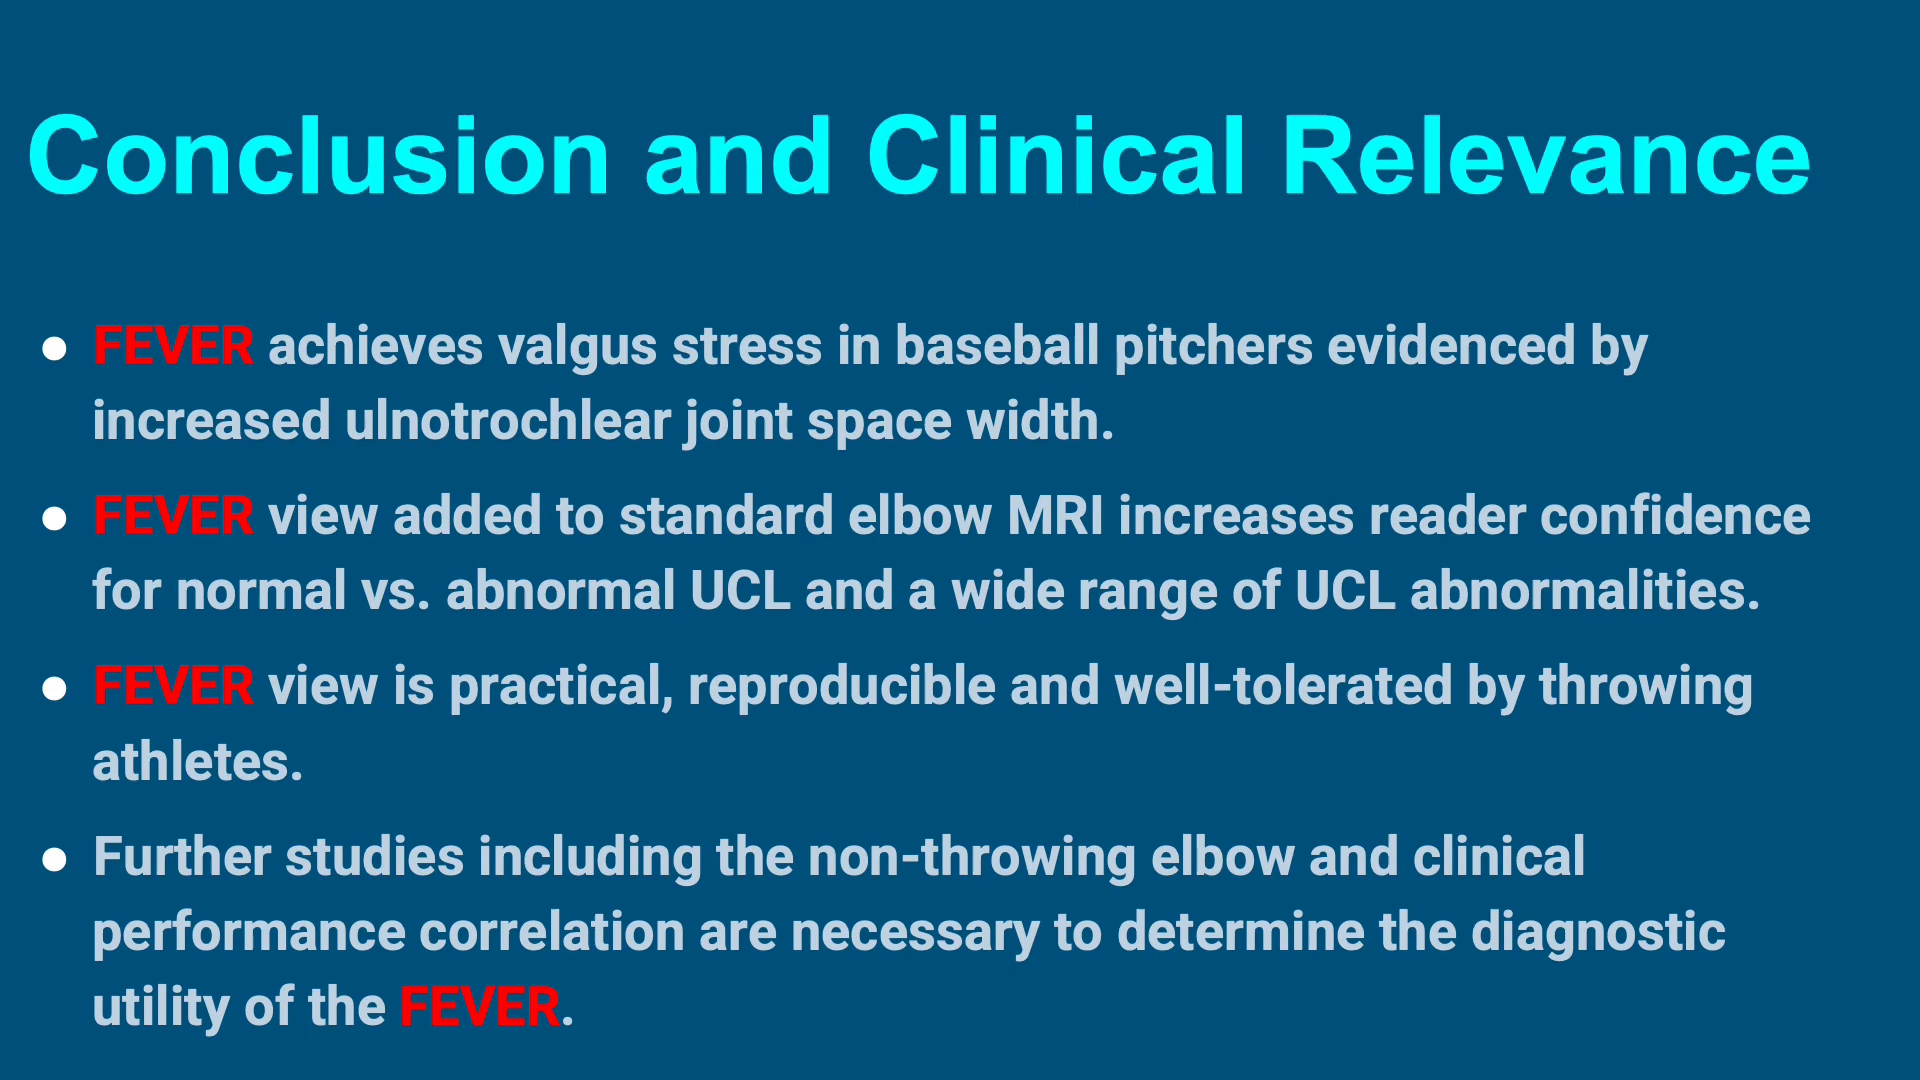 Conclusion and Clinical Relevance
● FEVER achieves valgus stress in baseball pitchers evidenced by
increased ulnotrochlear joint space width.
● FEVER view added to standard elbow MRI increases reader confidence
for normal vs. abnormal UCL and a wide range of UCL abnormalities.
● FEVER view is practical, reproducible and well-tolerated by throwing
athletes.
● Further studies including the non-throwing elbow and clinical
performance correlation are necessary to determine the diagnostic
utility of the FEVER.